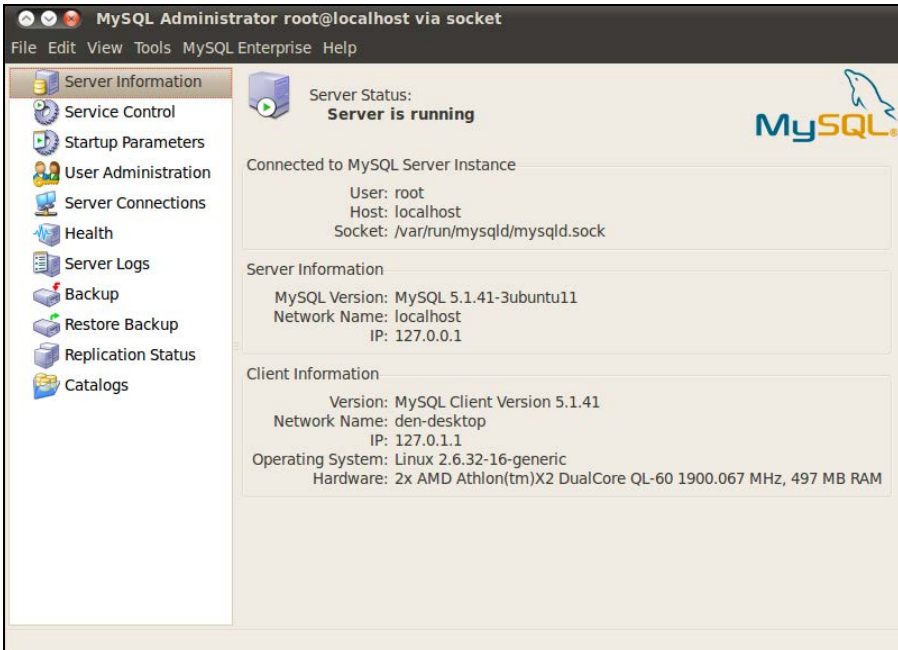 MySQL Administrator root@localhost via socket
File Edit View Tools MySQL Enterprise Help
Server Information
Service Control
Startup Parameters
User Administration
Server Connections
Health
Server Logs
Backup
Restore Backup
Replication Status
Catalogs
Server Status:
Server is running
MySQL®
Connected to MySQL Server Instance
User: root
Host: localhost
Socket: /var/run/mysqld/mysqld.sock
Server Information
MySQL Version: MySQL 5.1.41-3ubuntu11
Network Name: localhost
IP: 127.0.0.1
Client Information
Version: MySQL Client Version 5.1.41
Network Name: den-desktop
IP: 127.0.1.1
Operating System: Linux 2.6.32-16-generic
Hardware: 2x AMD Athlon(tm)X2 DualCore QL-60 1900.067 MHz, 497 MB RAM